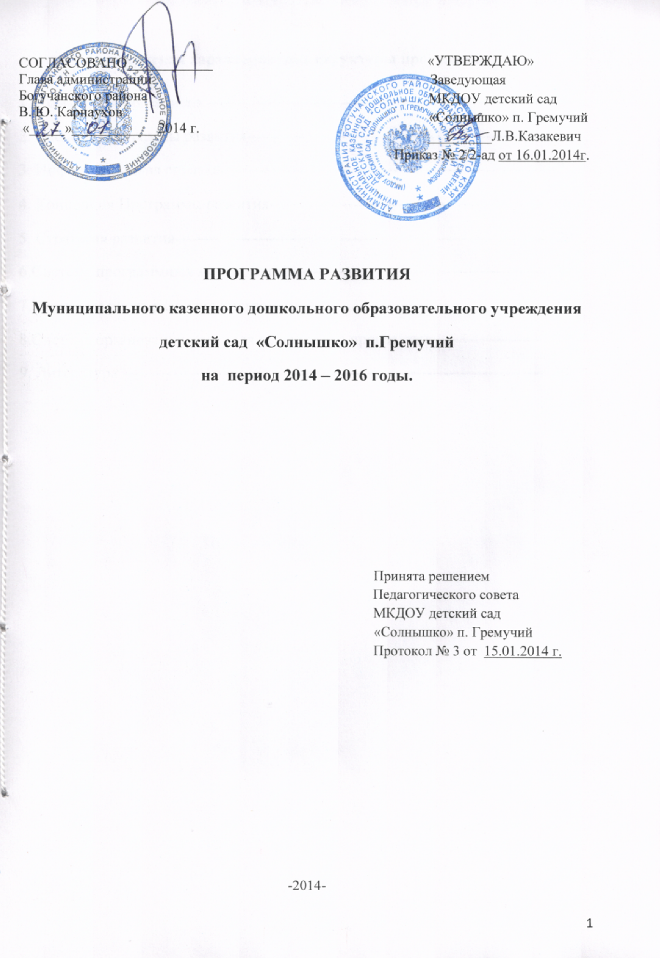 СОГЛАСОВАНО
Глава администрации
Богучанского района
В. Ю. Карнаухов
« 27 » 01 2014 г.
«УТВЕРЖДАЮ»
Заведующая
МКДОУ детский сад
«Солнышко» п. Гремучий
Л.В.Казакевич
Приказ № 2/2-ад от 16.01.2014г.
ПРОГРАММА РАЗВИТИЯ
Муниципального казенного дошкольного образовательного учреждения
детский сад «Солнышко» п.Гремучий
на период 2014 – 2016 годы.
Принята решением
Педагогического совета
МКДОУ детский сад
«Солнышко» п. Гремучий
Протокол № 3 от 15.01.2014 г.
-2014-
1